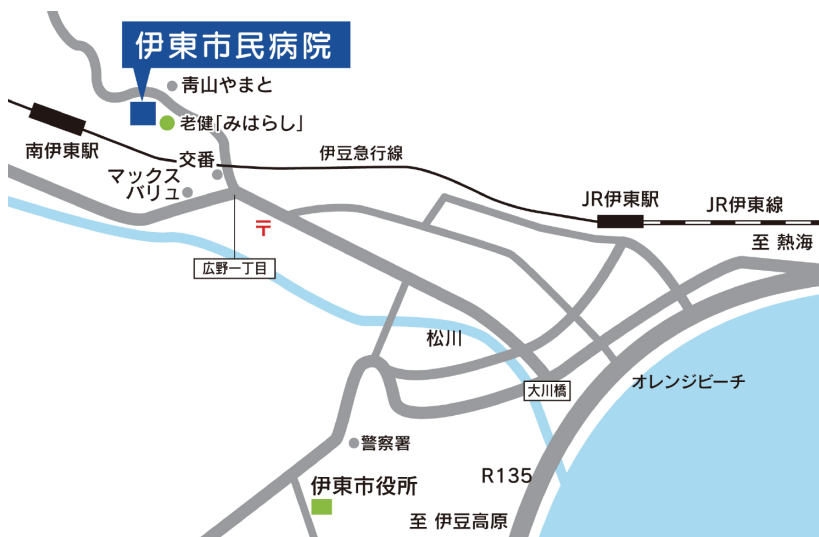 伊東市民病院
青山やまと
老健「みはらし」
南伊東駅
交番
マックス
バリュ
伊豆急行線
JR伊東駅
JR伊東線
至 熱海
〒
広野一丁目
松川
大川橋
オレンジビーチ
警察署
伊東市役所
R135
至 伊豆高原